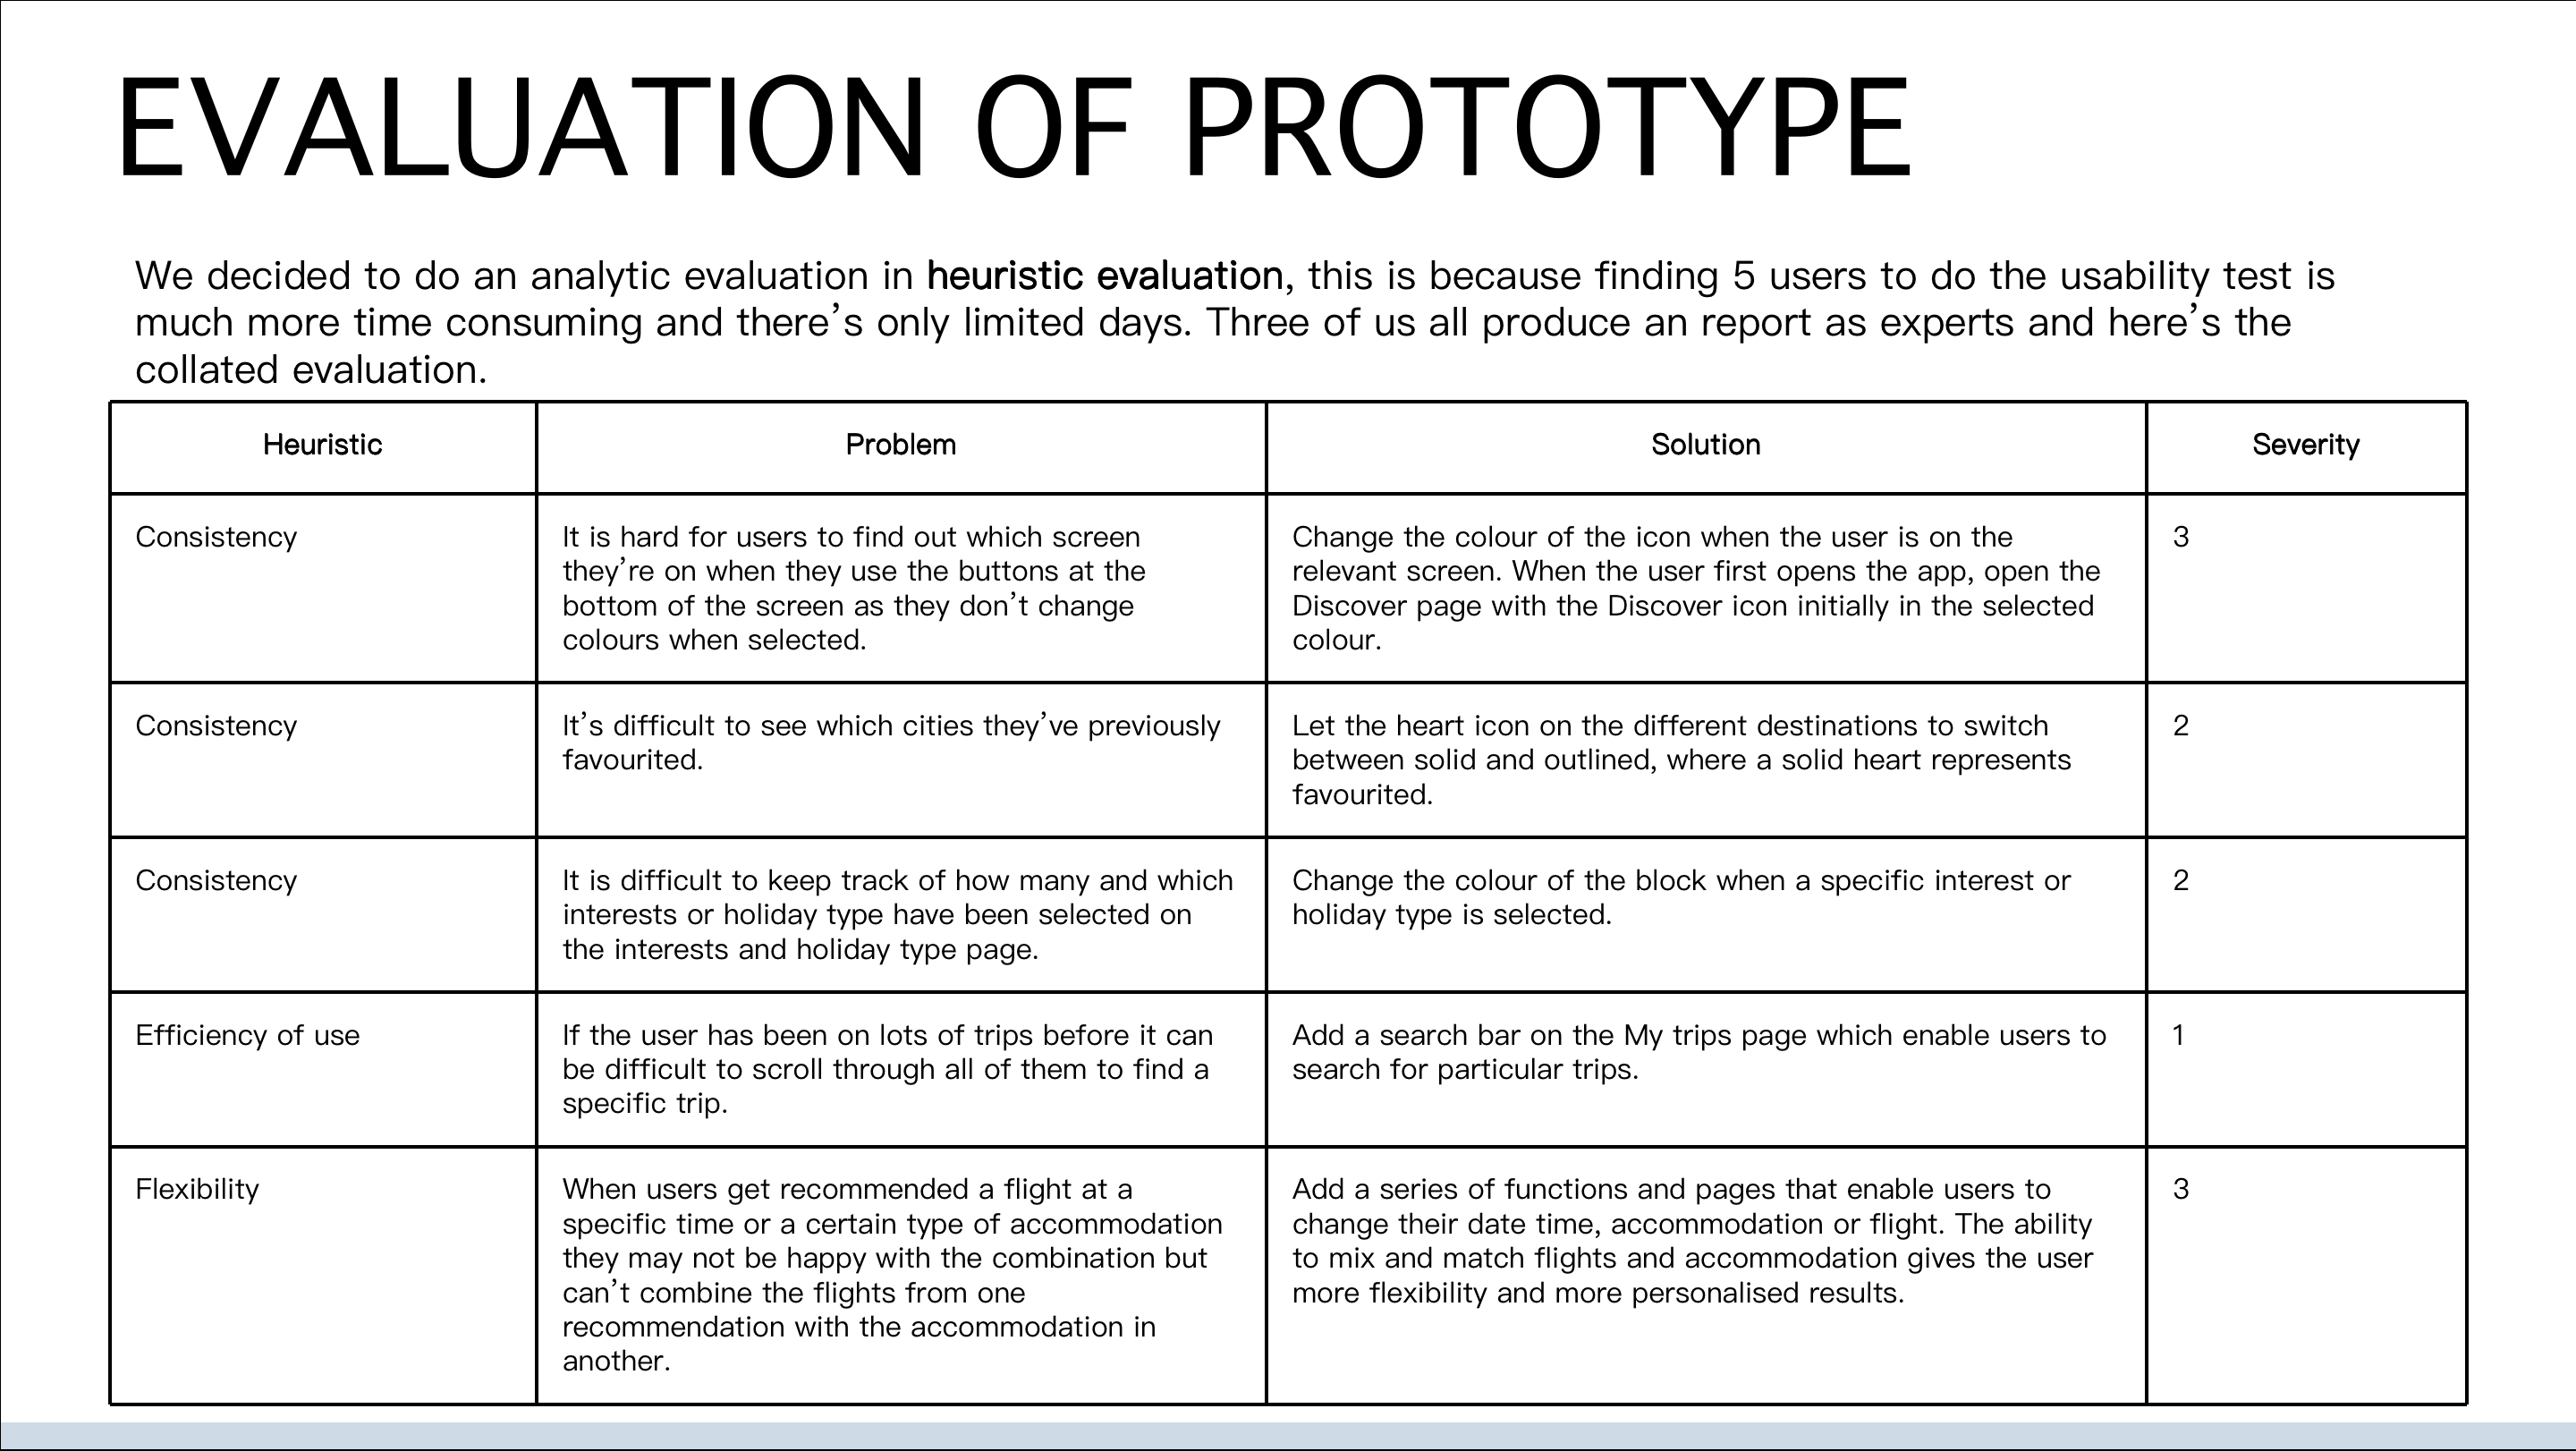 EVALUATION OF PROTOTYPE
We decided to do an analytic evaluation in heuristic evaluation, this is because finding 5 users to do the usability test is
much more time consuming and there’s only limited days. Three of us all produce an report as experts and here’s the
collated evaluation.
Heuristic
Problem
Solution
Severity
Consistency
It is hard for users to find out which screen
they’re on when they use the buttons at the
bottom of the screen as they don’t change
colours when selected.
Change the colour of the icon when the user is on the
relevant screen. When the user first opens the app, open the
Discover page with the Discover icon initially in the selected
colour.
3
Consistency
It’s difficult to see which cities they’ve previously
favourited.
Let the heart icon on the different destinations to switch
between solid and outlined, where a solid heart represents
favourited.
2
Consistency
It is difficult to keep track of how many and which
interests or holiday type have been selected on
the interests and holiday type page.
Change the colour of the block when a specific interest or
holiday type is selected.
2
Efficiency of use
If the user has been on lots of trips before it can
be difficult to scroll through all of them to find a
specific trip.
Add a search bar on the My trips page which enable users to
search for particular trips.
1
Flexibility
When users get recommended a flight at a
specific time or a certain type of accommodation
they may not be happy with the combination but
can’t combine the flights from one
recommendation with the accommodation in
another.
Add a series of functions and pages that enable users to
change their date time, accommodation or flight. The ability
to mix and match flights and accommodation gives the user
more flexibility and more personalised results.
3